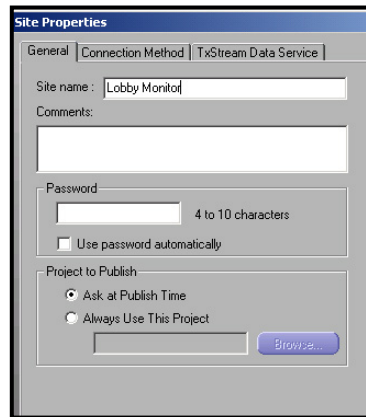 Site Properties
General Connection Method TxStream Data Service
Site name : Lobby Monitor
Comments:
Password
4 to 10 characters
Use password automatically
Project to Publish
Ask at Publish Time
Always Use This Project
Browse...